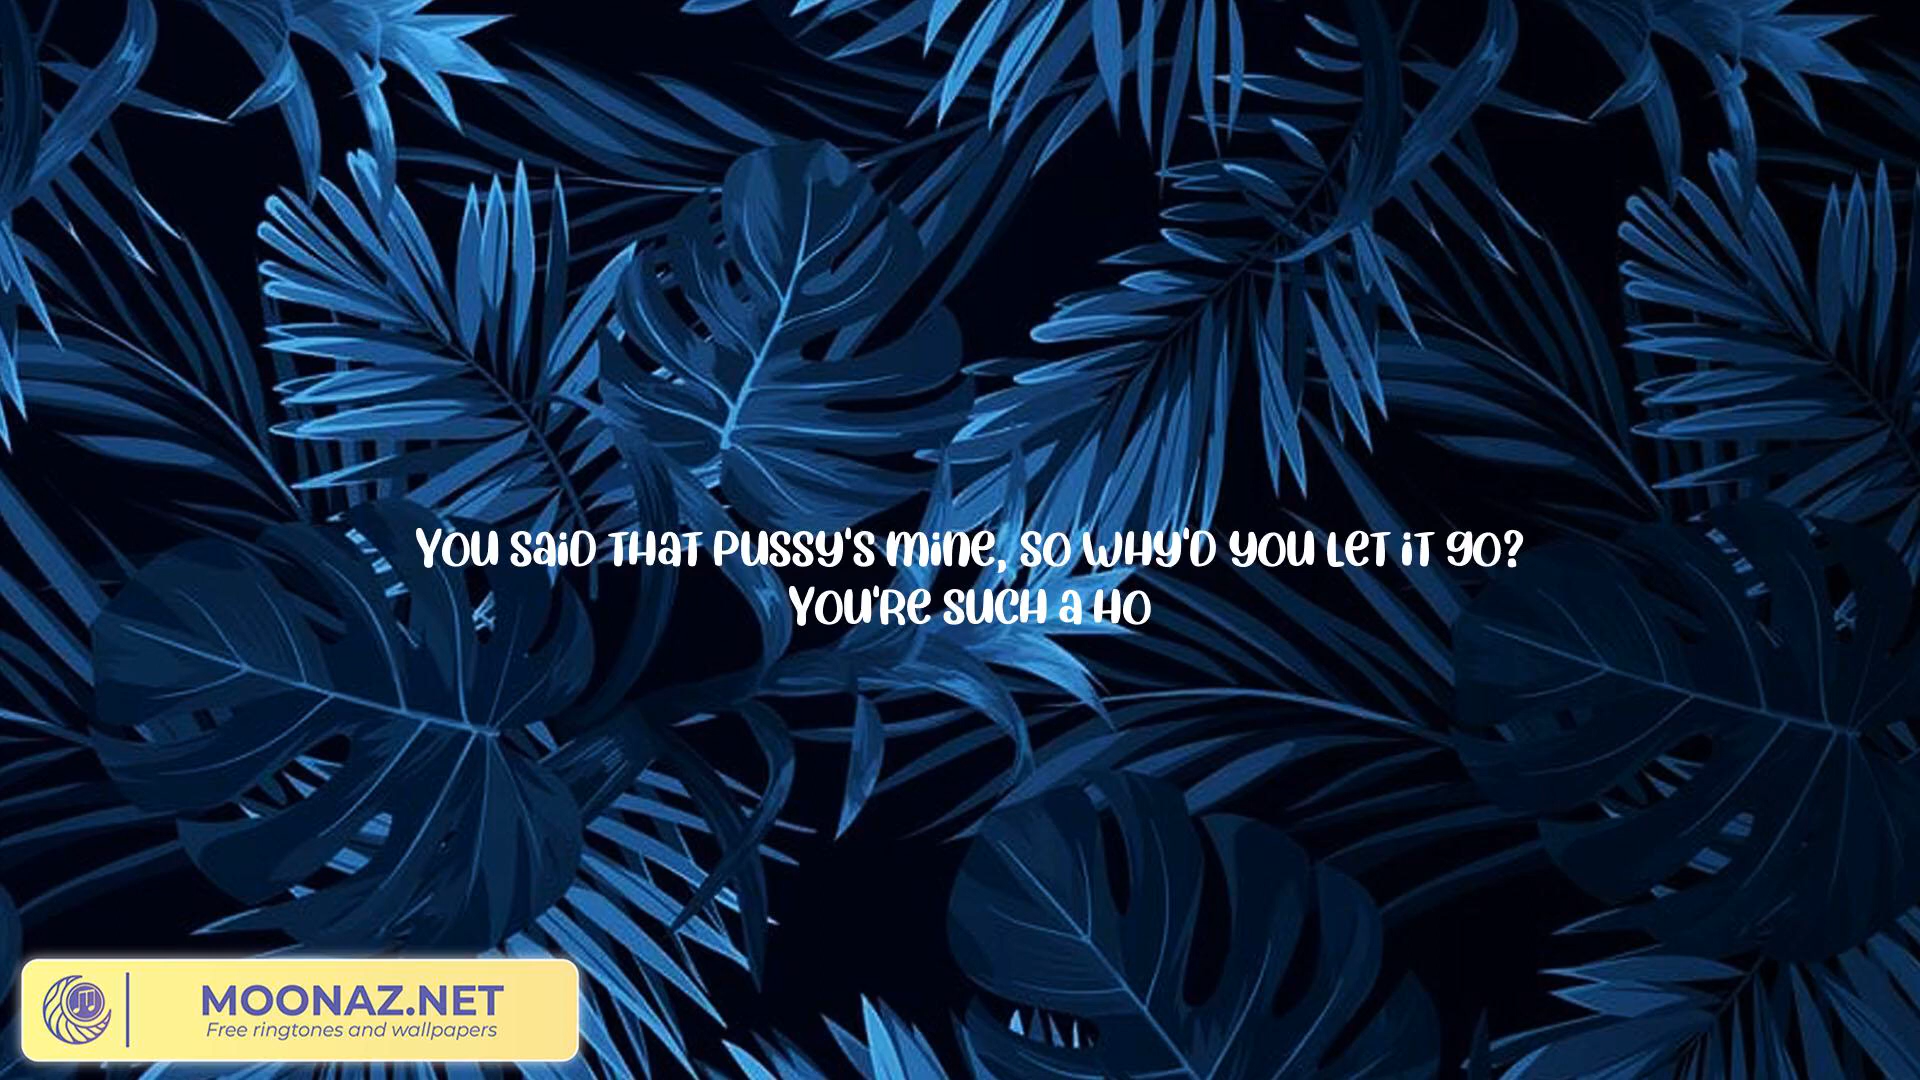 You said that pussy's mine, so why'd you let it go?
You're such a ho
MOONAZ.NET
Free ringtones and wallpapers